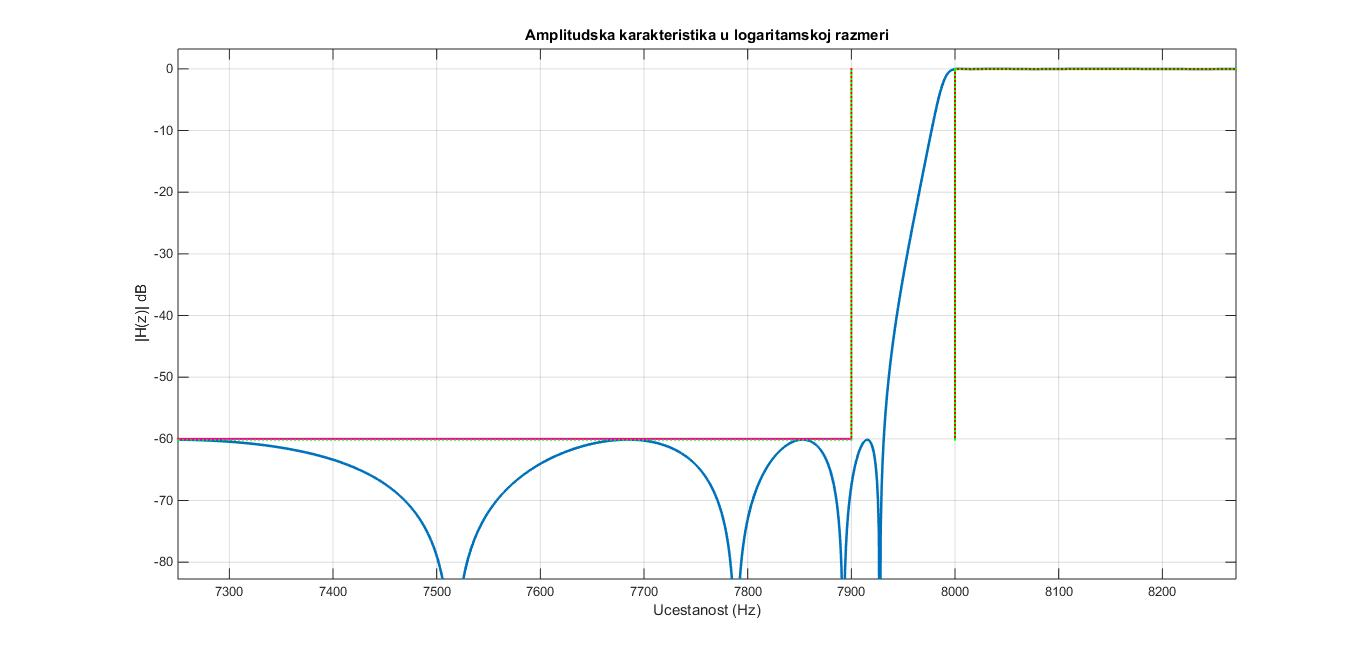 Amplitudska karakteristika u logaritamskoj razmeri
0
-10
-20
-30
-40
-50
-60
-70
-80
|H(z)| dB
7300 7400 7500 7600 7700 7800 7900 8000 8100 8200
Ucestanost (Hz)